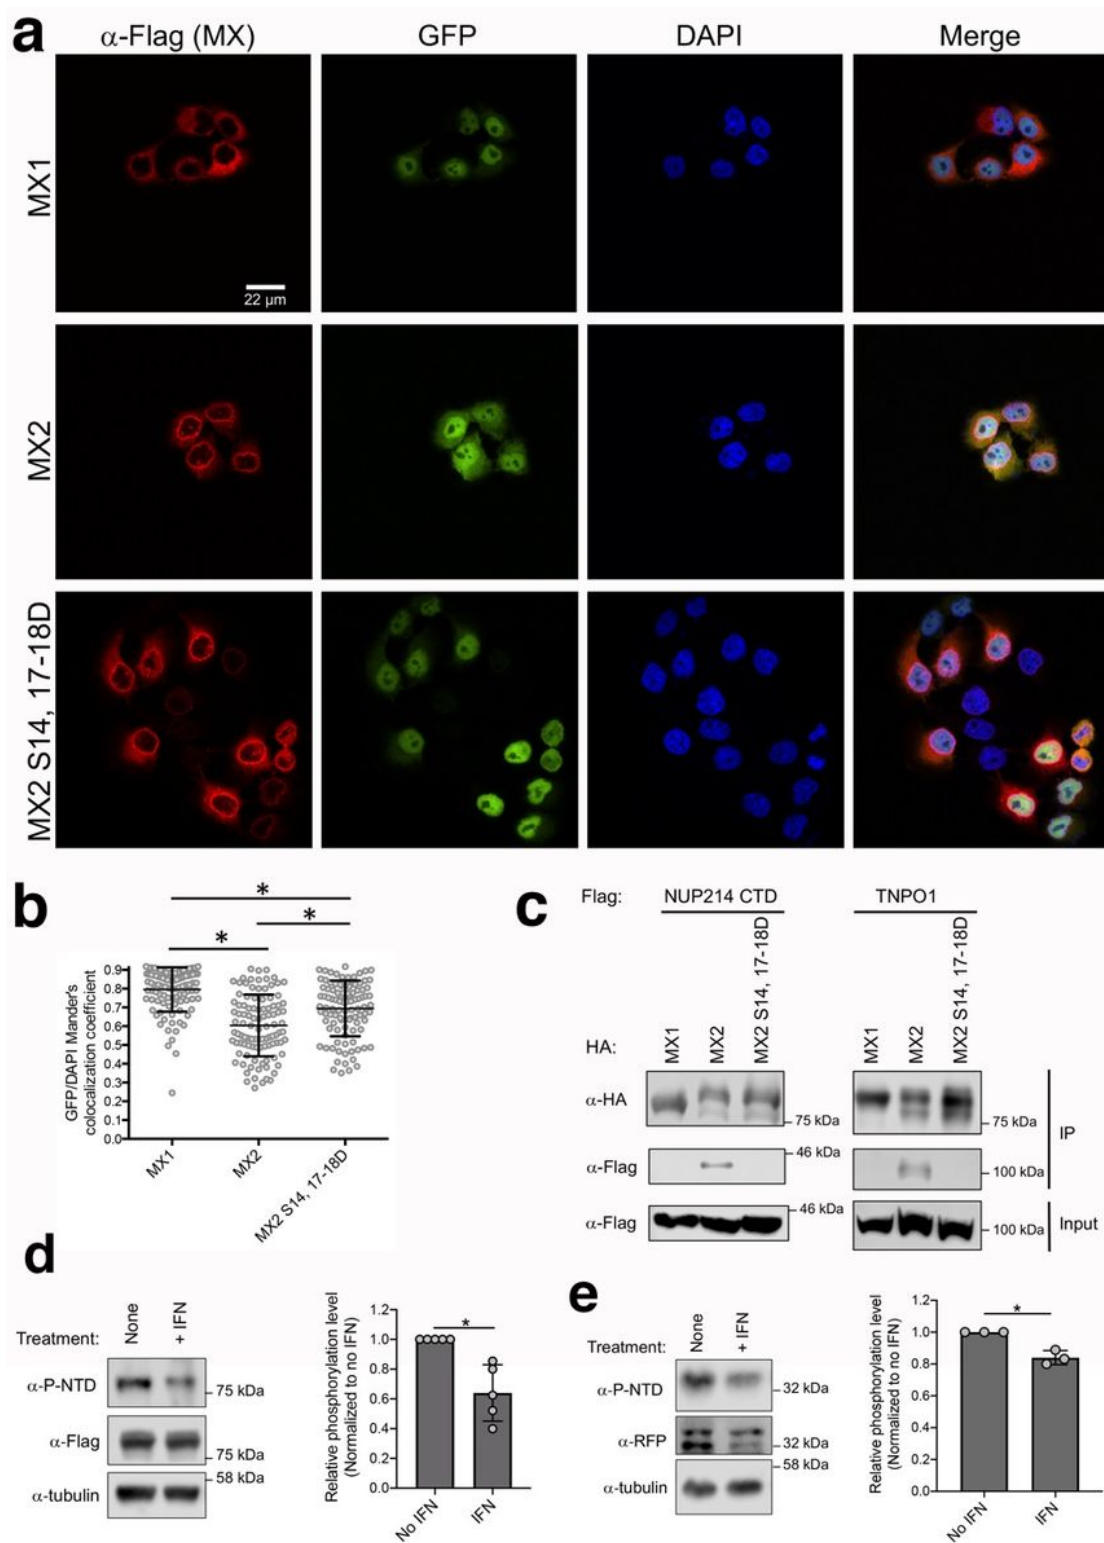 a
α-Flag (MX) GFP DAPI Merge
MX1
22 µm
MX2
MX2 S14, 17-18D
b
* 
*
*
GFP/DAPI Mander's
colocalization coefficient
0.9
0.8
0.7
0.6
0.5
0.4
0.3
0.2
0.1
0.0
MX1
MX2
MX2 S14, 17-18D
c
Flag: NUP214 CTD TNPO1
HA: MX1 MX2 MX2 S14, 17-18D MX1 MX2 MX2 S14, 17-18D
α-HA 75 kDa 75 kDa
IP
α-Flag 46 kDa 100 kDa
α-Flag 46 kDa 100 kDa Input
d
Treatment: None + IFN
α-P-NTD 75 kDa
α-Flag 75 kDa
α-tubulin 58 kDa
Relative phosphorylation level
(Normalized to no IFN)
1.2
1.0
0.8
0.6
0.4
0.2
0.0
*
No IFN
IFN
e
Treatment: None + IFN
α-P-NTD 32 kDa
α-RFP 32 kDa
α-tubulin 58 kDa
Relative phosphorylation level
(Normalized to no IFN)
1.2
1.0
0.8
0.6
0.4
0.2
0.0
*
No IFN
IFN